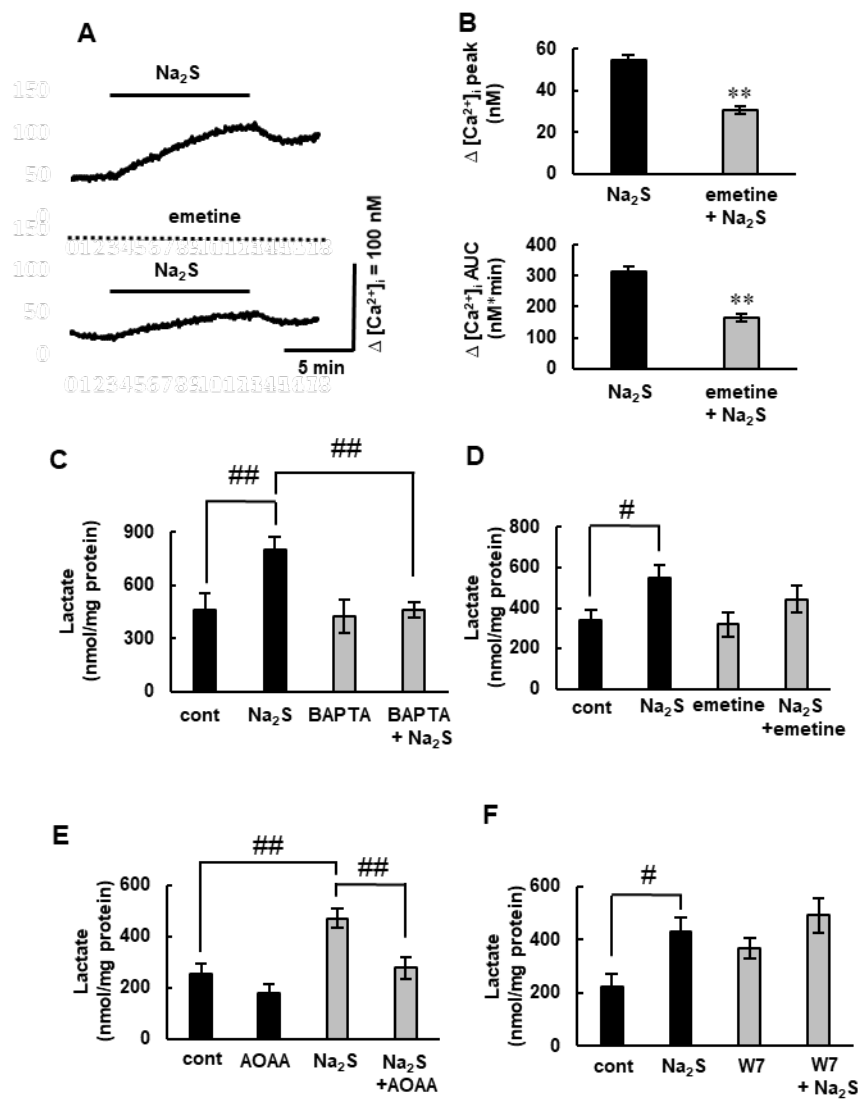 A
Na₂S
150
100
50
0
emetine
150
100
Na₂S
50
0
Δ [Ca²⁺]ᵢ = 100 nM
5 min
B
Δ [Ca²⁺]ᵢ peak
(nM)
60
40
20
0
**
Na₂S
emetine
+ Na₂S
Δ [Ca²⁺]ᵢ AUC
(nM*min)
400
300
200
100
0
**
Na₂S
emetine
+ Na₂S
C
##
##
Lactate
(nmol/mg protein)
900
600
300
0
cont
Na₂S
BAPTA
BAPTA
+ Na₂S
D
#
Lactate
(nmol/mg protein)
800
600
400
200
0
cont
Na₂S
emetine
Na₂S
+emetine
E
##
##
Lactate
(nmol/mg protein)
600
400
200
0
cont
AOAA
Na₂S
Na₂S
+AOAA
F
#
Lactate
(nmol/mg protein)
600
400
200
0
cont
Na₂S
W7
W7
+ Na₂S